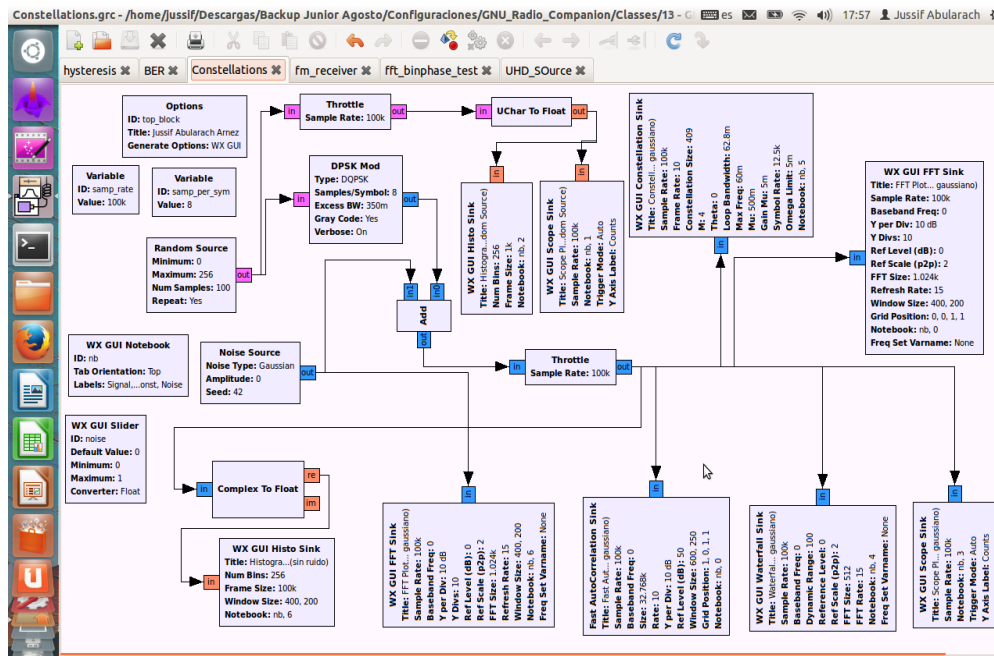 Constellations.grc - /home/jussif/Descargas/Backup Junior Agosto/Configuraciones/GNU_Radio_Companion/Classes/13 - G
es
17:57
Jussif Abularach
hysteresis
BER
Constellations
fm_receiver
fft_binphase_test
UHD_SOurce
Options
ID: top_block
Title: Jussif Abularach Arnez
Generate Options: WX GUI
in
Throttle
Sample Rate: 100k
out
in
UChar To Float
out
Variable
ID: samp_rate
Value: 100k
Variable
ID: samp_per_sym
Value: 8
in
DPSK Mod
Type: DQPSK
Samples/Symbol: 8
Excess BW: 350m
Gray Code: Yes
Verbose: On
out
Random Source
Minimum: 0
Maximum: 256
Num Samples: 100
Repeat: Yes
out
in
WX GUI Histo Sink
Title: Histogra...dom Source)
Num Bins: 256
Frame Size: 1k
Notebook: nb, 2
in
WX GUI Scope Sink
Title: Scope Pl...dom Source)
Sample Rate: 100k
Notebook: nb, 1
Trigger Mode: Auto
Y Axis Label: Counts
WX GUI Constellation Sink
Title: Constell... gaussiano)
Sample Rate: 100k
Frame Rate: 10
Constellation Size: 409
M: 4
Theta: 0
Loop Bandwidth: 62.8m
Max Freq: 60m
Mu: 500m
Gain Mu: 5m
Symbol Rate: 12.5k
Omega Limit: 5m
Notebook: nb, 5
in
in
WX GUI FFT Sink
Title: FFT Plot... gaussiano)
Sample Rate: 100k
Baseband Freq: 0
Y per Div: 10 dB
Y Divs: 10
Ref Level (dB): 0
Ref Scale (p2p): 2
FFT Size: 1.024k
Refresh Rate: 15
Window Size: 400, 200
Grid Position: 0, 0, 1, 1
Notebook: nb, 0
Freq Set Varname: None
in1
in0
Add
out
WX GUI Notebook
ID: nb
Tab Orientation: Top
Labels: Signal,...onst, Noise
Noise Source
Noise Type: Gaussian
Amplitude: 0
Seed: 42
out
in
Throttle
Sample Rate: 100k
out
WX GUI Slider
ID: noise
Default Value: 0
Minimum: 0
Maximum: 1
Converter: Float
in
Complex To Float
re
im
in
WX GUI Histo Sink
Title: Histogra...(sin ruido)
Num Bins: 256
Frame Size: 100k
Window Size: 400, 200
Notebook: nb, 6
in
WX GUI FFT Sink
Title: FFT Plot... gaussiano)
Sample Rate: 100k
Baseband Freq: 0
Y per Div: 10 dB
Y Divs: 10
Ref Level (dB): 0
Ref Scale (p2p): 2
FFT Size: 1.024k
Refresh Rate: 15
Window Size: 400, 200
Notebook: nb, 6
Freq Set Varname: None
in
Fast AutoCorrelation Sink
Title: Fast Aut... gaussiano)
Sample Rate: 100k
Baseband Freq: 0
Size: 32.768k
Rate: 10
Y per Div: 10 dB
Ref Level (dB): 50
Window Size: 600, 250
Grid Position: 1, 0, 1, 1
Notebook: nb, 0
in
WX GUI Waterfall Sink
Title: Waterfal... gaussiano)
Sample Rate: 100k
Baseband Freq: 0
Dynamic Range: 100
Reference Level: 0
Ref Scale (p2p): 2
FFT Size: 512
FFT Rate: 15
Notebook: nb, 4
Freq Set Varname: None
in
WX GUI Scope Sink
Title: Scope Pl... gaussiano)
Sample Rate: 100k
Notebook: nb, 3
Trigger Mode: Auto
Y Axis Label: Counts